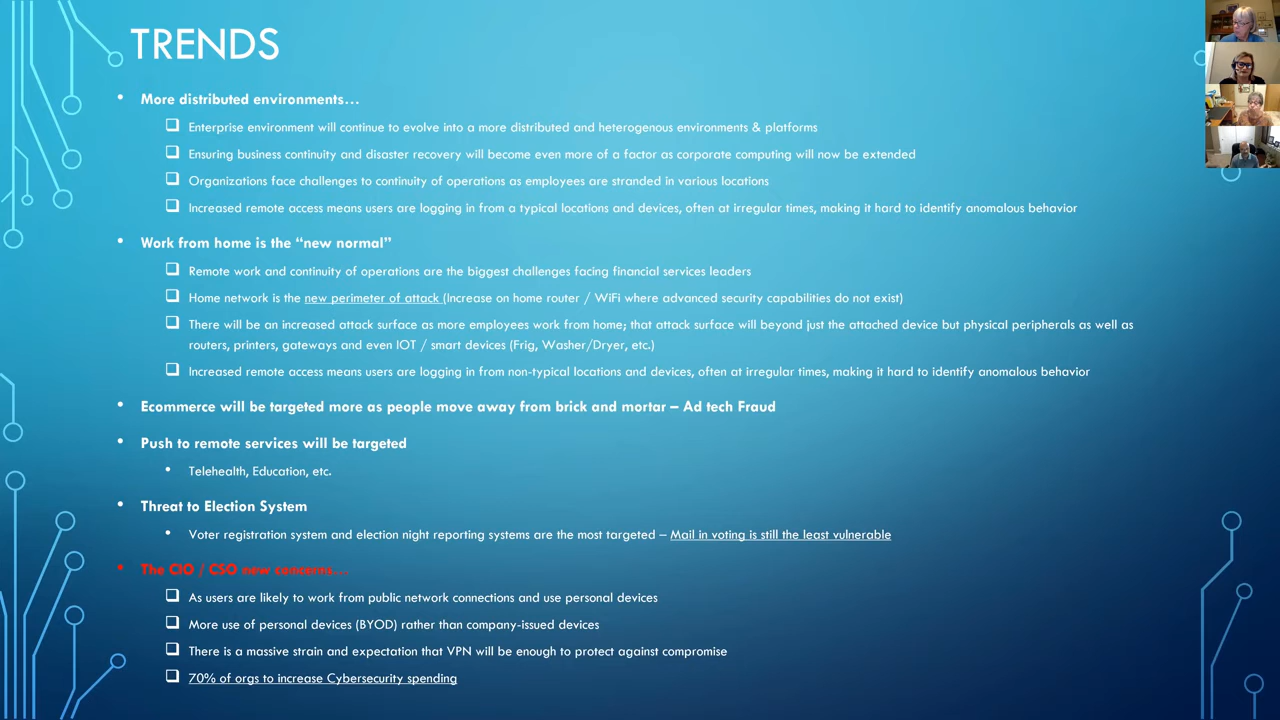 TRENDS
• More distributed environments…
❑ Enterprise environment will continue to evolve into a more distributed and heterogenous environments & platforms
❑ Ensuring business continuity and disaster recovery will become even more of a factor as corporate computing will now be extended
❑ Organizations face challenges to continuity of operations as employees are stranded in various locations
❑ Increased remote access means users are logging in from a typical locations and devices, often at irregular times, making it hard to identify anomalous behavior
• Work from home is the “new normal”
❑ Remote work and continuity of operations are the biggest challenges facing financial services leaders
❑ Home network is the new perimeter of attack (Increase on home router / WiFi where advanced security capabilities do not exist)
❑ There will be an increased attack surface as more employees work from home; that attack surface will beyond just the attached device but physical peripherals as well as
routers, printers, gateways and even IOT / smart devices (Frig, Washer/Dryer, etc.)
❑ Increased remote access means users are logging in from non-typical locations and devices, often at irregular times, making it hard to identify anomalous behavior
• Ecommerce will be targeted more as people move away from brick and mortar – Ad tech Fraud
• Push to remote services will be targeted
• Telehealth, Education, etc.
• Threat to Election System
• Voter registration system and election night reporting systems are the most targeted – Mail in voting is still the least vulnerable
• The CIO / CSO new concerns…
❑ As users are likely to work from public network connections and use personal devices
❑ More use of personal devices (BYOD) rather than company-issued devices
❑ There is a massive strain and expectation that VPN will be enough to protect against compromise
❑ 70% of orgs to increase Cybersecurity spending